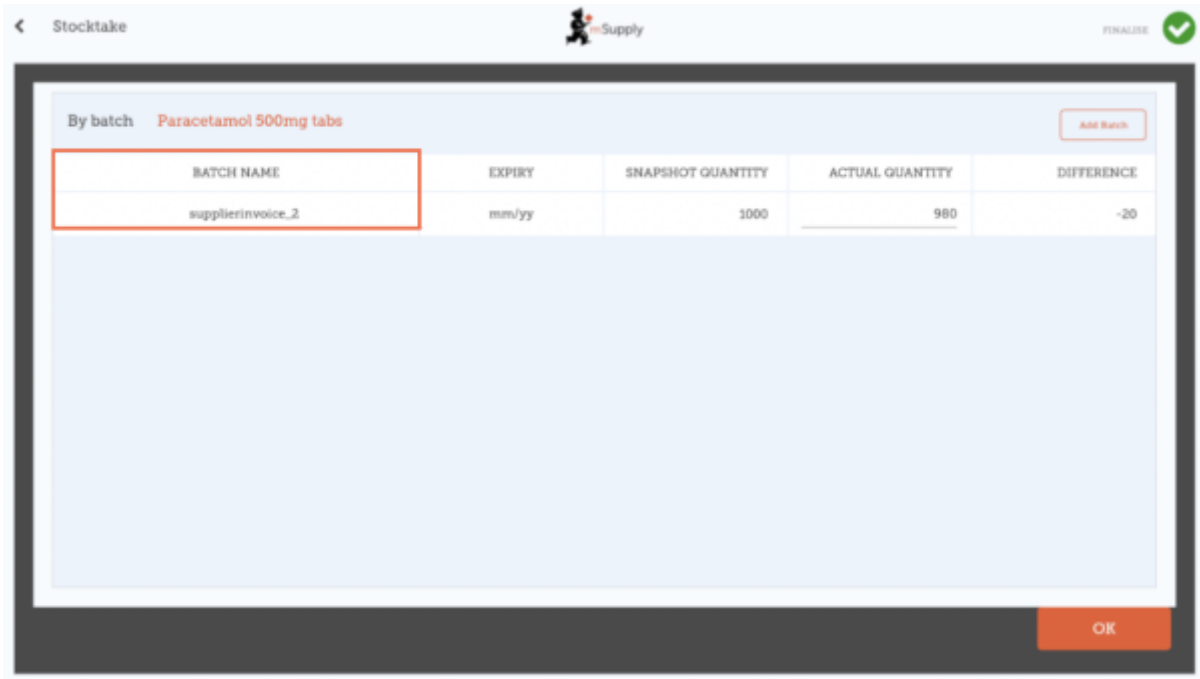 Stocktake
mSupply
FINALISE
By batch Paracetamol 500mg tabs
Add Batch
BATCH NAME EXPIRY SNAPSHOT QUANTITY ACTUAL QUANTITY DIFFERENCE
supplierinvoice_2 mm/yy 1000 980 -20
OK